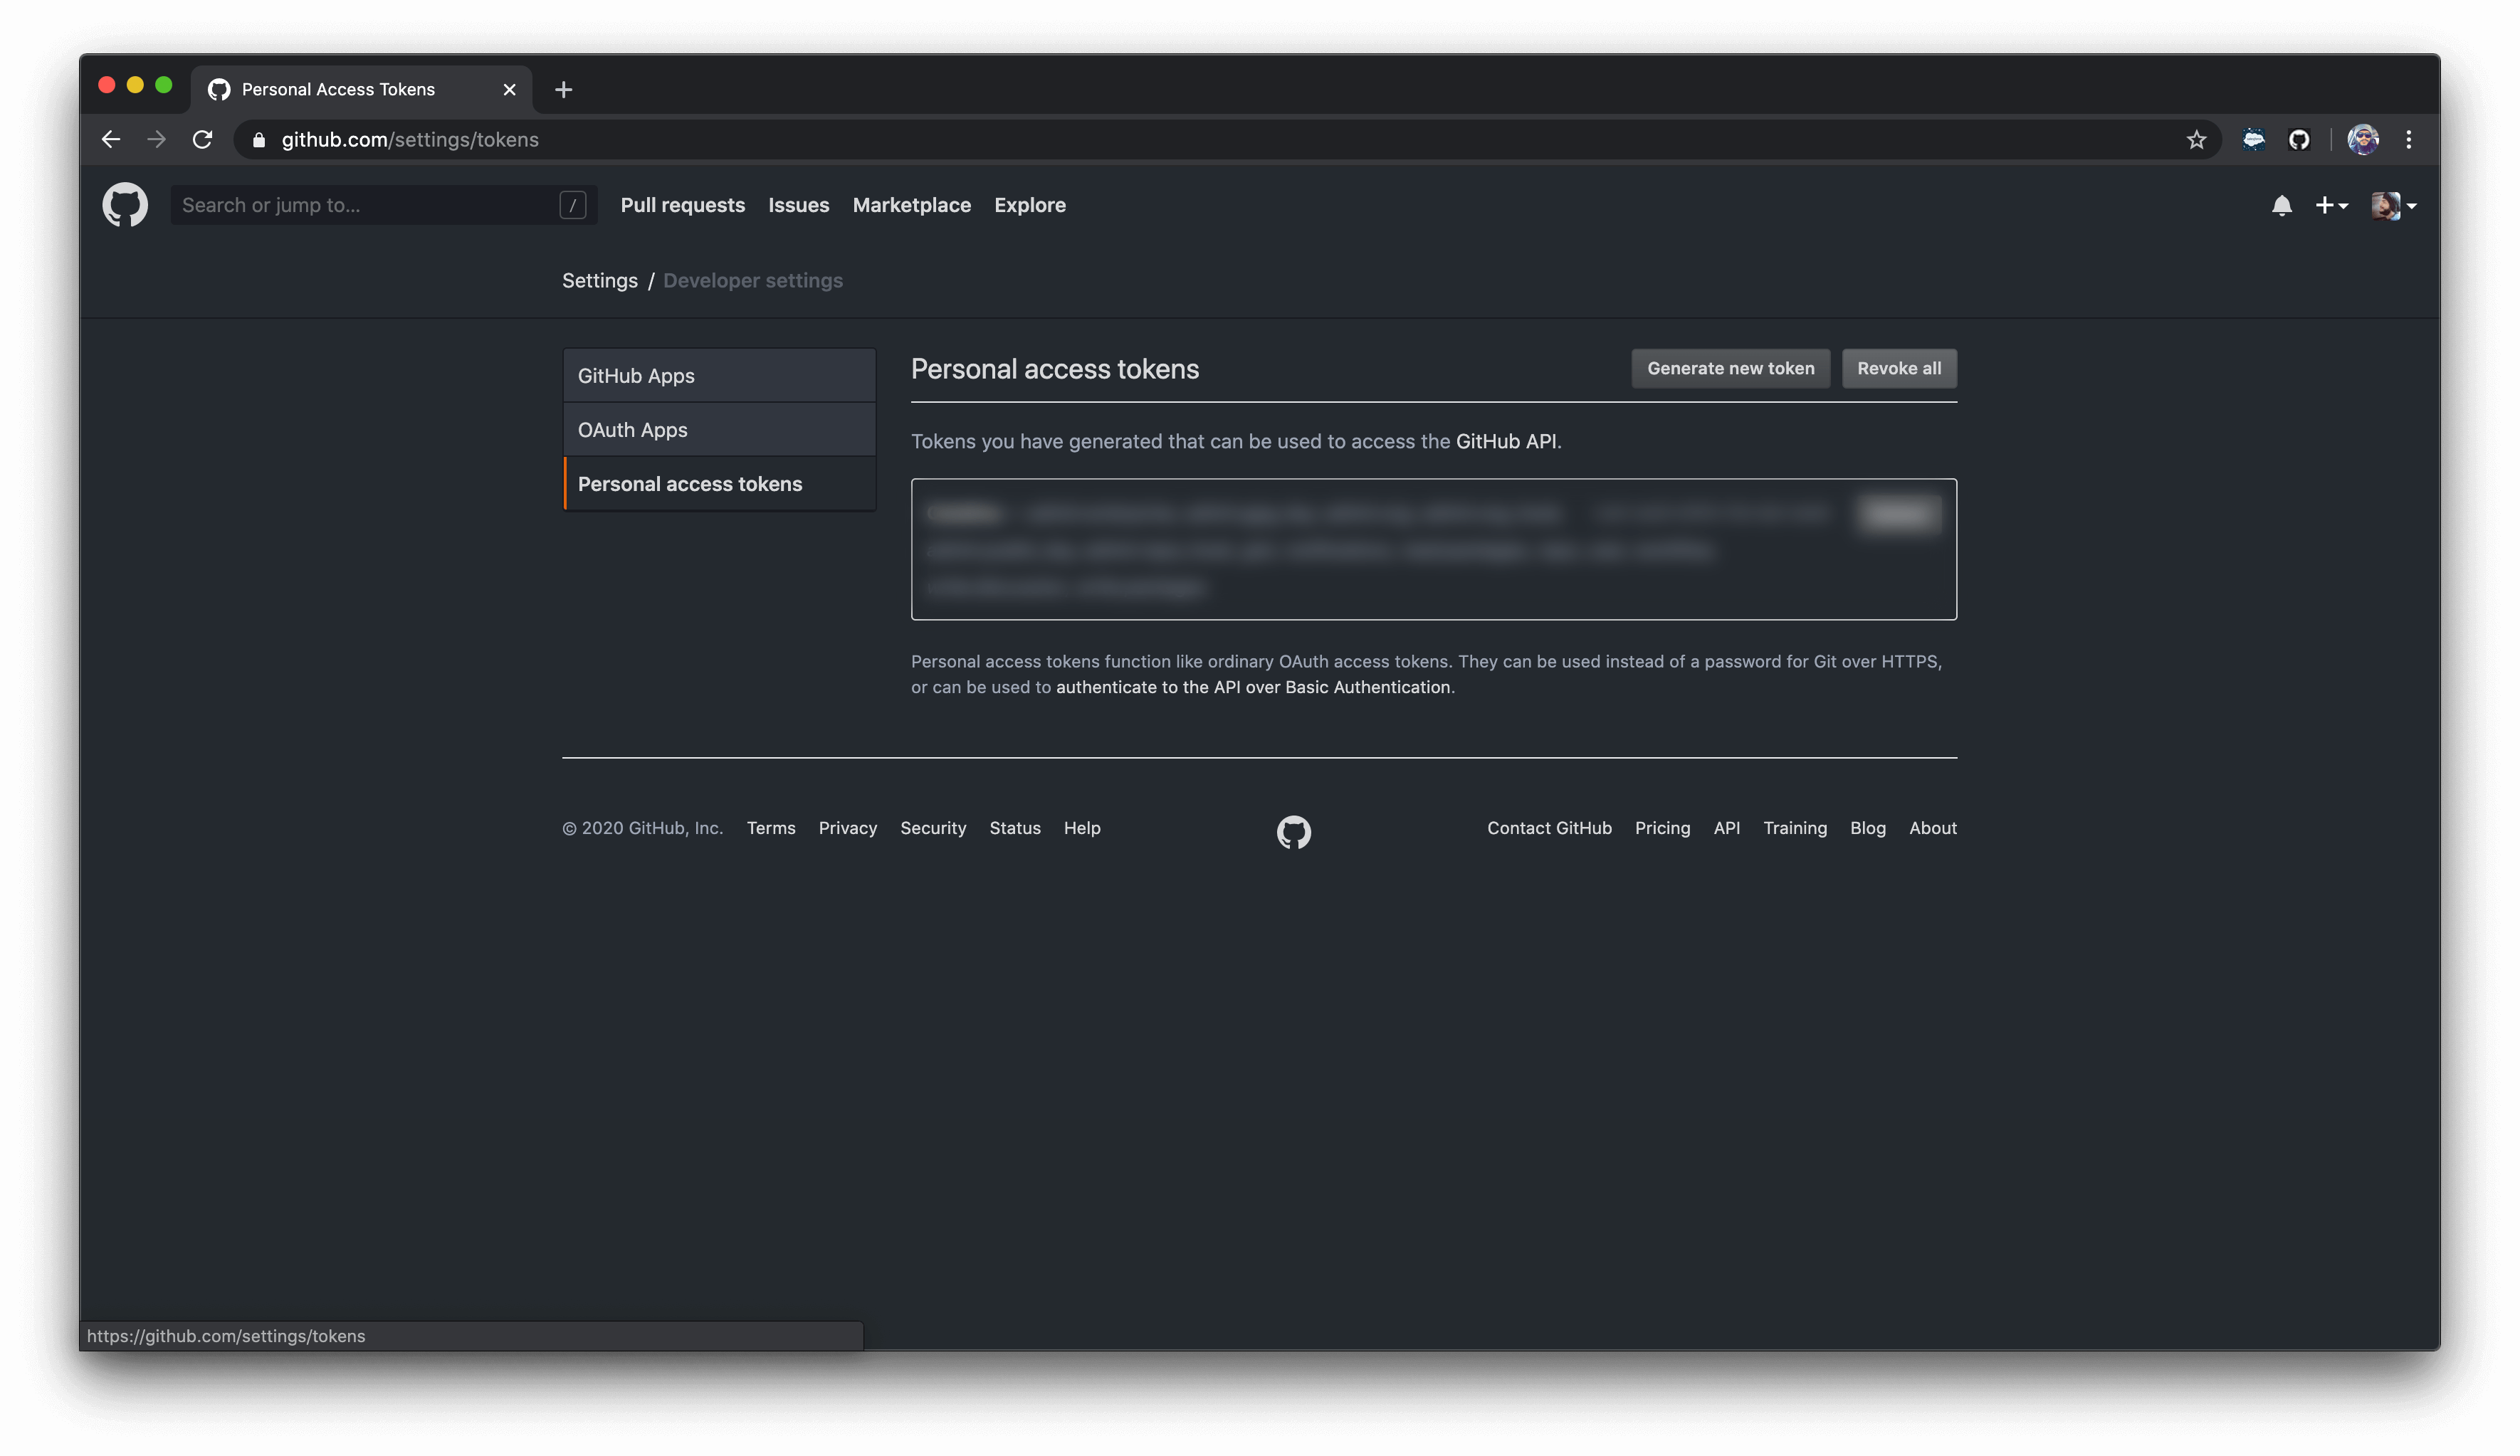 Personal Access Tokens
github.com/settings/tokens
Search or jump to... /
Pull requests Issues Marketplace Explore
Settings / Developer settings
GitHub Apps
OAuth Apps
Personal access tokens
Personal access tokens
Generate new token Revoke all
Tokens you have generated that can be used to access the GitHub API.
Personal access tokens function like ordinary OAuth access tokens. They can be used instead of a password for Git over HTTPS,
or can be used to authenticate to the API over Basic Authentication.
© 2020 GitHub, Inc. Terms Privacy Security Status Help
Contact GitHub Pricing API Training Blog About
https://github.com/settings/tokens